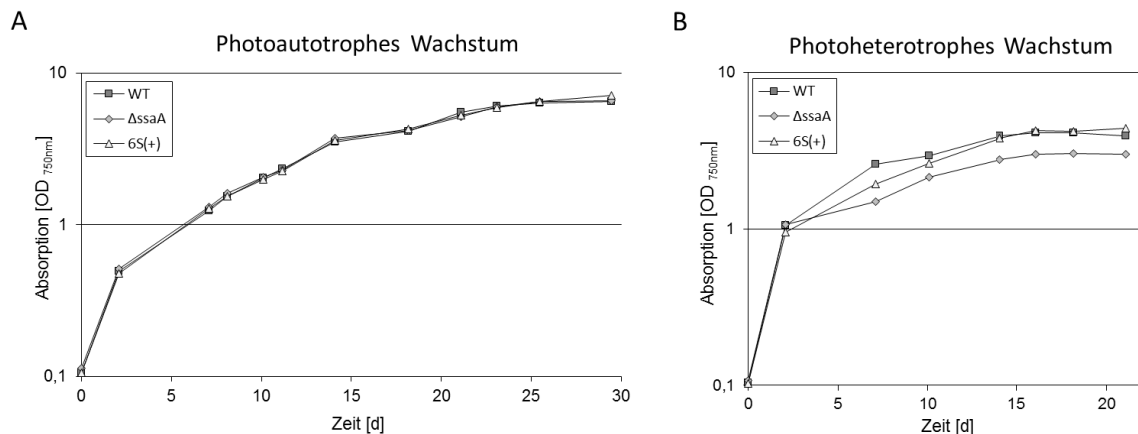 A
Photoautotrophes Wachstum
10
WT
ΔssaA
6S(+)
1
0,1
Absorption [OD 750nm]
0
5
10
15
20
25
30
Zeit [d]
B
Photoheterotrophes Wachstum
10
WT
ΔssaA
6S(+)
1
0,1
Absorption [OD 750nm]
0
5
10
15
20
Zeit [d]